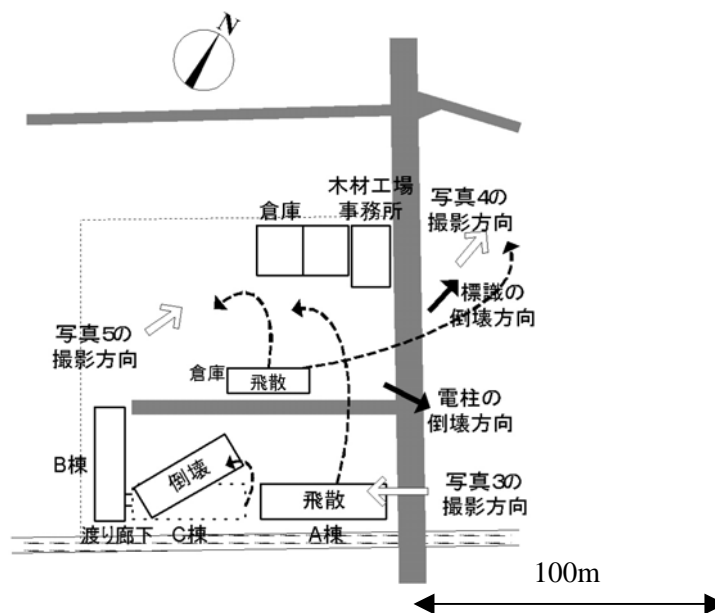 N
木材工場
倉庫
事務所
写真4の
撮影方向
標識の
倒壊方向
写真5の
撮影方向
倉庫
飛散
電柱の
倒壊方向
B棟
倒壊
飛散
写真3の
撮影方向
渡り廊下
C棟
A棟
100m